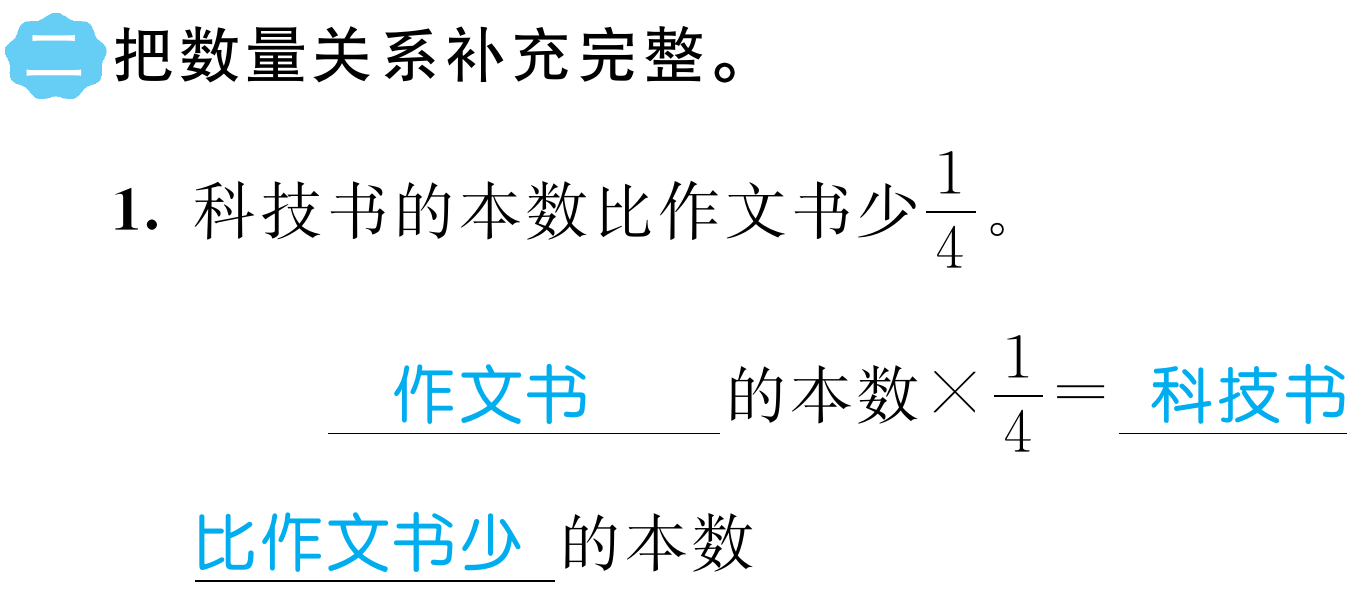 二 把数量关系补充完整。
1. 科技书的本数比作文书少1/4。
作文书的本数×1/4=科技书
比作文书少的本数